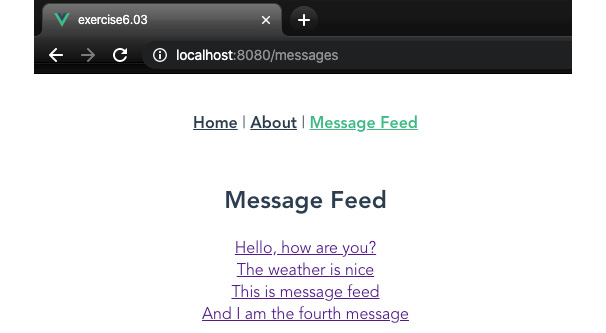 exercise6.03
localhost:8080/messages
Home | About | Message Feed
Message Feed
Hello, how are you?
The weather is nice
This is message feed
And I am the fourth message